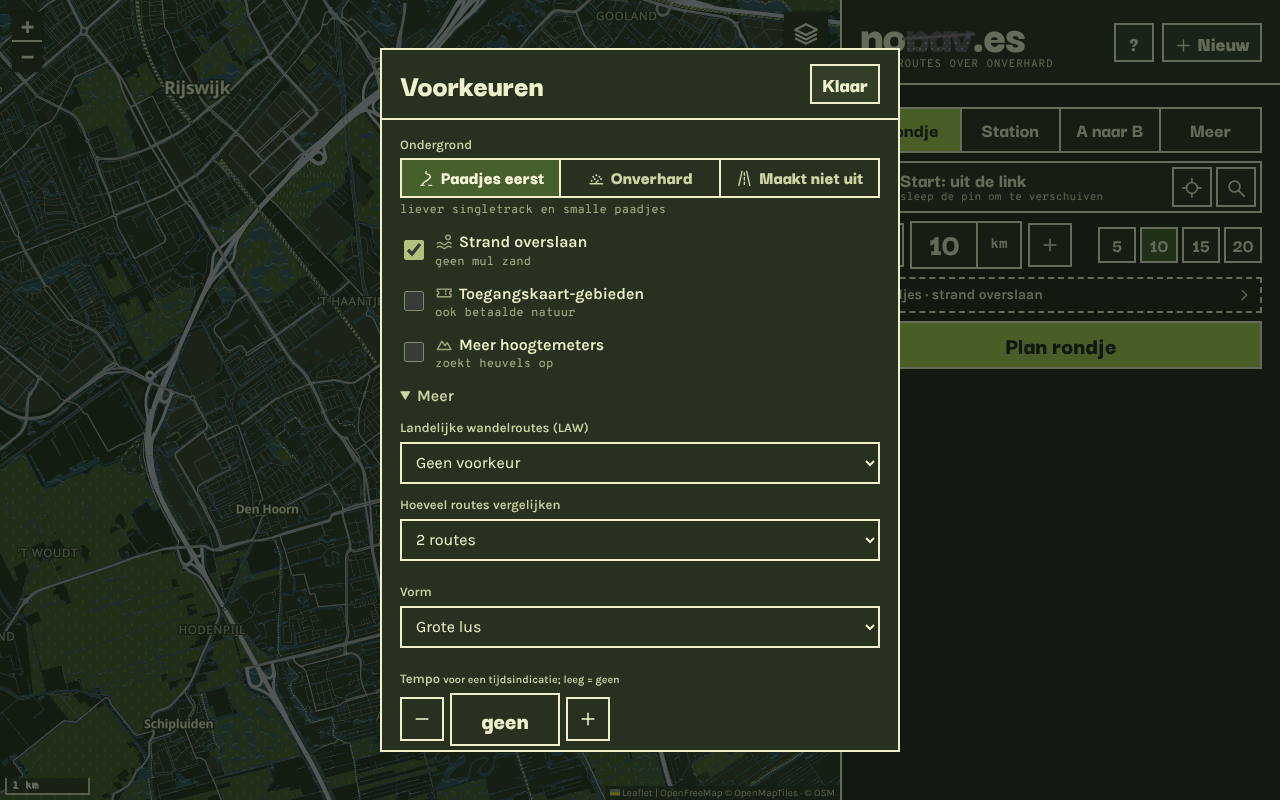 GOOLAND
Rijswijk
'T HAANTJE
Den Hoorn
'T WOUDT
HODENPIJL
Schipluiden
1 km
Leaflet | OpenFreeMap © OpenMapTiles · © OSM
nonav.es
ROUTES OVER ONVERHARD
?
+ Nieuw
Station
A naar B
Meer
Start: uit de link
sleep de pin om te verschuiven
10
km
+
5
10
15
20
· strand overslaan
Plan rondje
Voorkeuren
Klaar
Ondergrond
Paadjes eerst
Onverhard
Maakt niet uit
liever singletrack en smalle paadjes
Strand overslaan
geen mul zand
Toegangskaart-gebieden
ook betaalde natuur
Meer hoogtemeters
zoekt heuvels op
▼ Meer
Landelijke wandelroutes (LAW)
Geen voorkeur
Hoeveel routes vergelijken
2 routes
Vorm
Grote lus
Tempo voor een tijdsindicatie; leeg = geen
−
geen
+